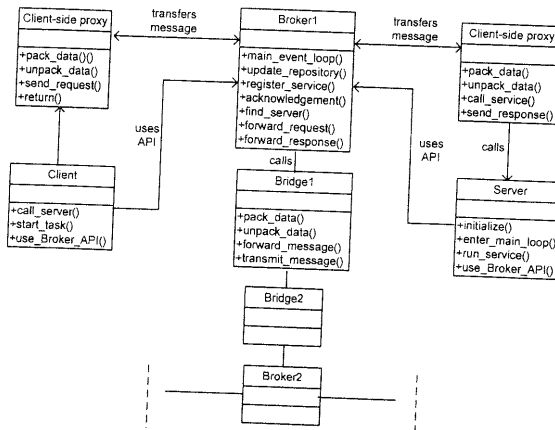 Client-side proxy
+pack_data()()
+unpack_data()
+send_request()
+return()
transfers
message
Broker1
+main_event_loop()
+update_repository()
+register_service()
+acknowledgement()
+find_server()
+forward_request()
+forward_response()
transfers
message
Client-side proxy
+pack_data()
+unpack_data()
+call_service()
+send_response()
uses
API
calls
uses
API
calls
Client
+call_server()
+start_task()
+use_Broker_API()
Bridge1
+pack_data()
+unpack_data()
+forward_message()
+transmit_message()
Server
+initialize()
+enter_main_loop()
+run_service()
+use_Broker_API()
Bridge2
Broker2